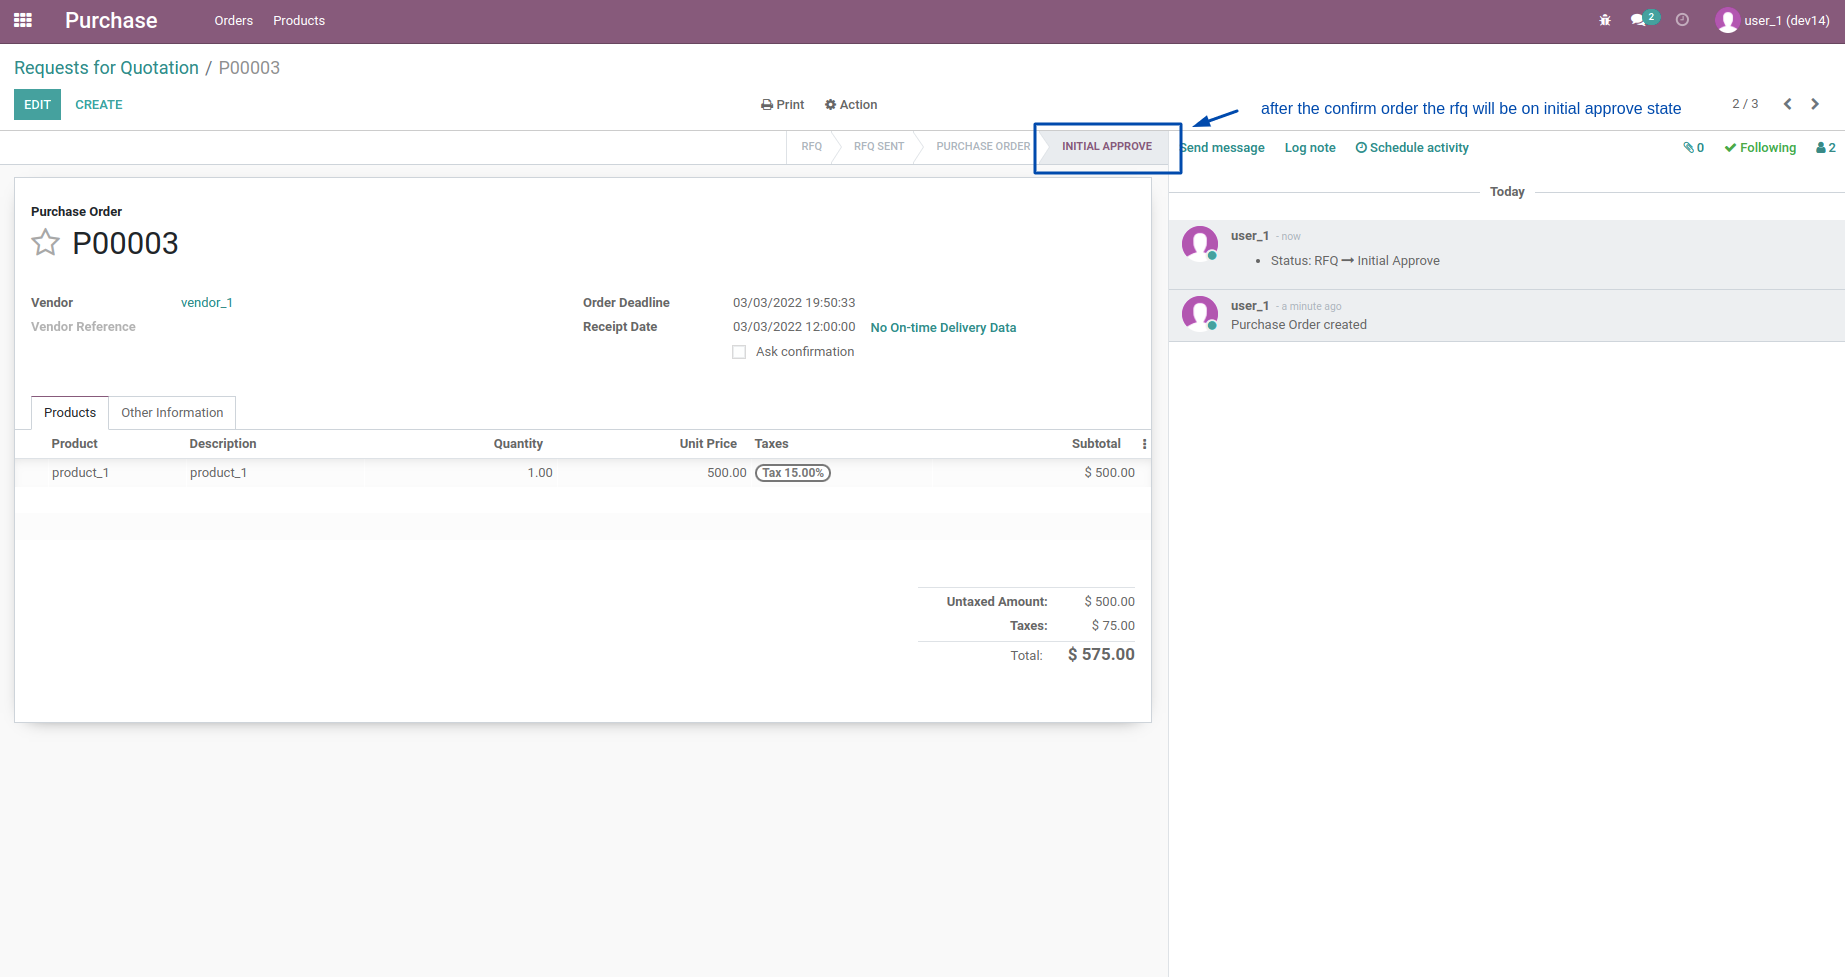 Purchase Orders Products 2 user_1 (dev14)
Requests for Quotation / P00003
EDIT CREATE Print Action after the confirm order the rfq will be on initial approve state 2 / 3
RFQ RFQ SENT PURCHASE ORDER INITIAL APPROVE Send message Log note Schedule activity 0 Following 2
Today
Purchase Order
P00003
user_1 - now
Status: RFQ → Initial Approve
user_1 - a minute ago
Purchase Order created
Vendor vendor_1 Order Deadline 03/03/2022 19:50:33
Vendor Reference Receipt Date 03/03/2022 12:00:00 No On-time Delivery Data
Ask confirmation
Products Other Information
Product Description Quantity Unit Price Taxes Subtotal
product_1 product_1 1.00 500.00 Tax 15.00% $ 500.00
Untaxed Amount: $ 500.00
Taxes: $ 75.00
Total: $ 575.00